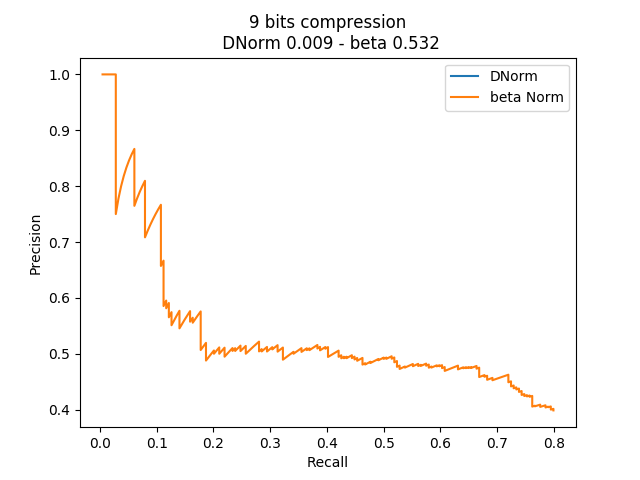 9 bits compression
DNorm 0.009 - beta 0.532
DNorm
beta Norm
1.0
0.9
0.8
0.7
0.6
0.5
0.4
Precision
0.0 0.1 0.2 0.3 0.4 0.5 0.6 0.7 0.8
Recall